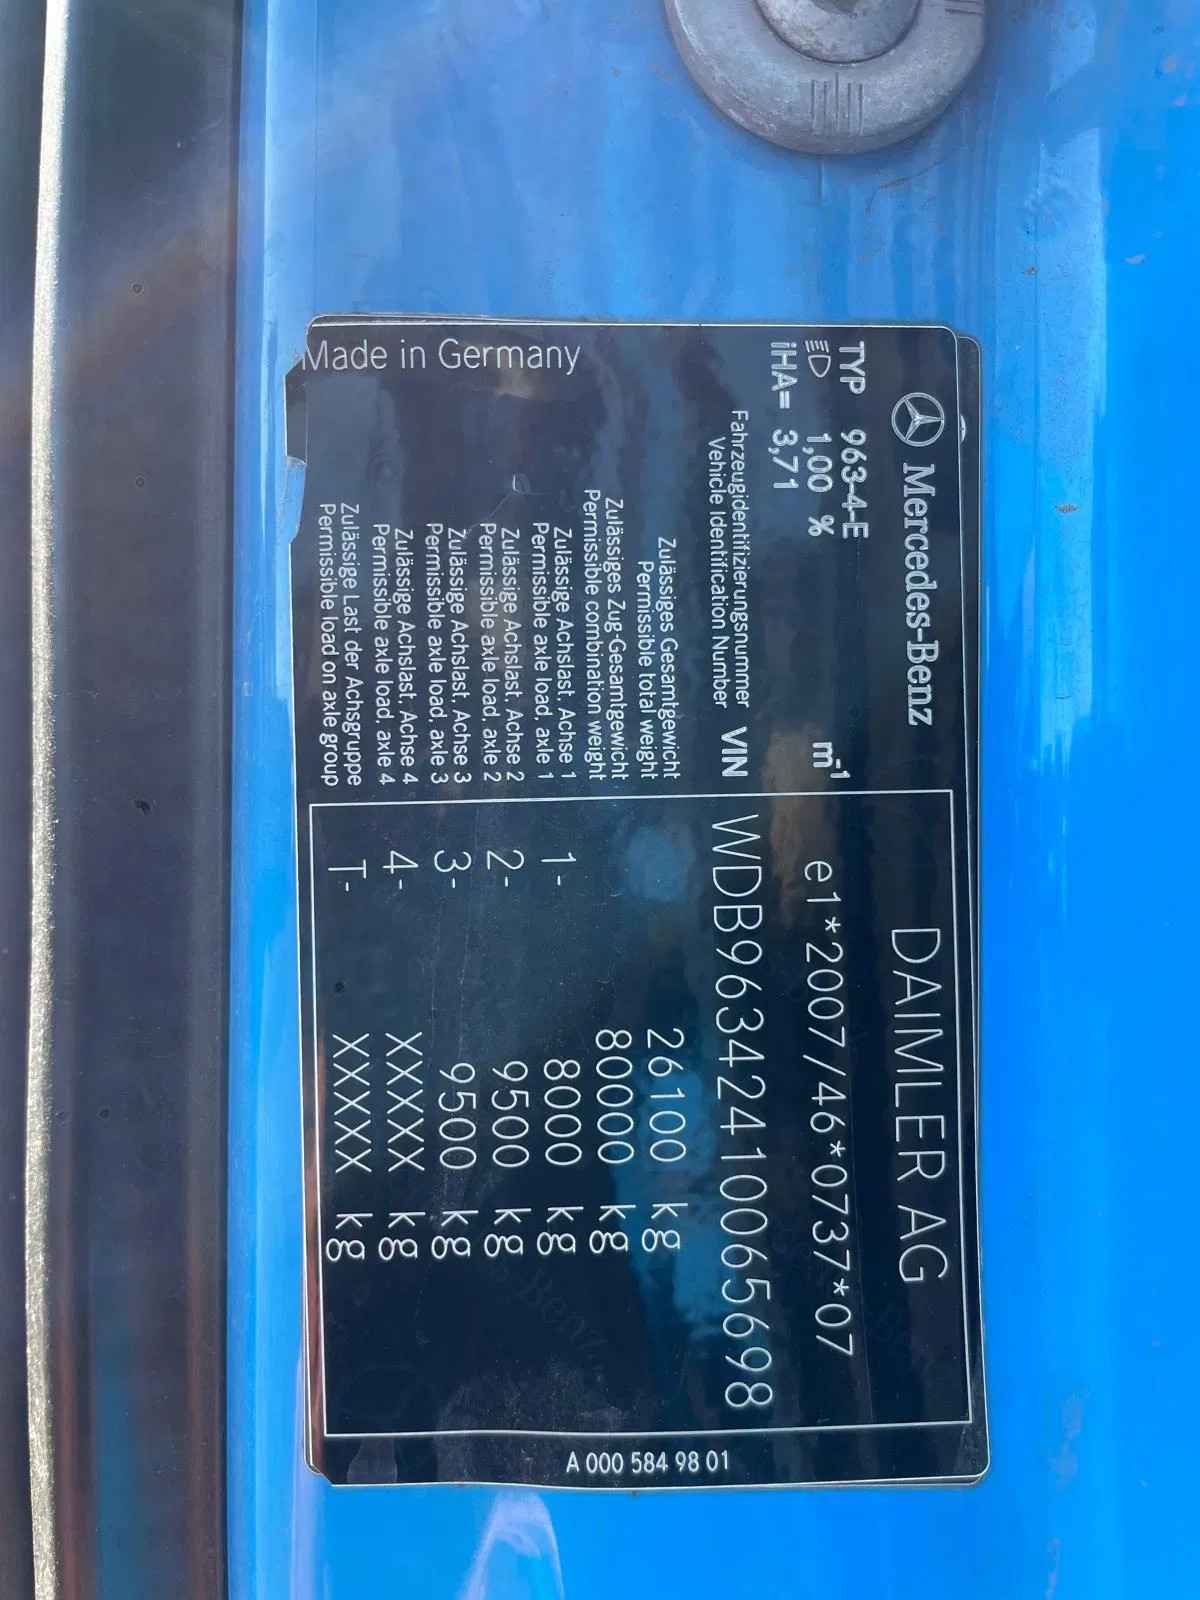 Mercedes-Benz
DAIMLER AG
TYP 963-4-E
1,00 % m-1
e1*2007/46*0737*07
iHA= 3,71
Fahrzeugidentifizierungsnummer
Vehicle Identification Number VIN
WDB96342410065698
Zulässiges Gesamtgewicht
Permissible total weight
26100 kg
Zulässiges Zug-Gesamtgewicht
Permissible combination weight
80000 kg
Zulässige Achslast, Achse 1
Permissible axle load, axle 1
1- 8000 kg
Zulässige Achslast, Achse 2
Permissible axle load, axle 2
2- 9500 kg
Zulässige Achslast, Achse 3
Permissible axle load, axle 3
3- 9500 kg
Zulässige Achslast, Achse 4
Permissible axle load, axle 4
4- XXXXX kg
Zulässige Last der Achsgruppe
Permissible load on axle group
T- XXXXX kg
Made in Germany
A 000 584 98 01